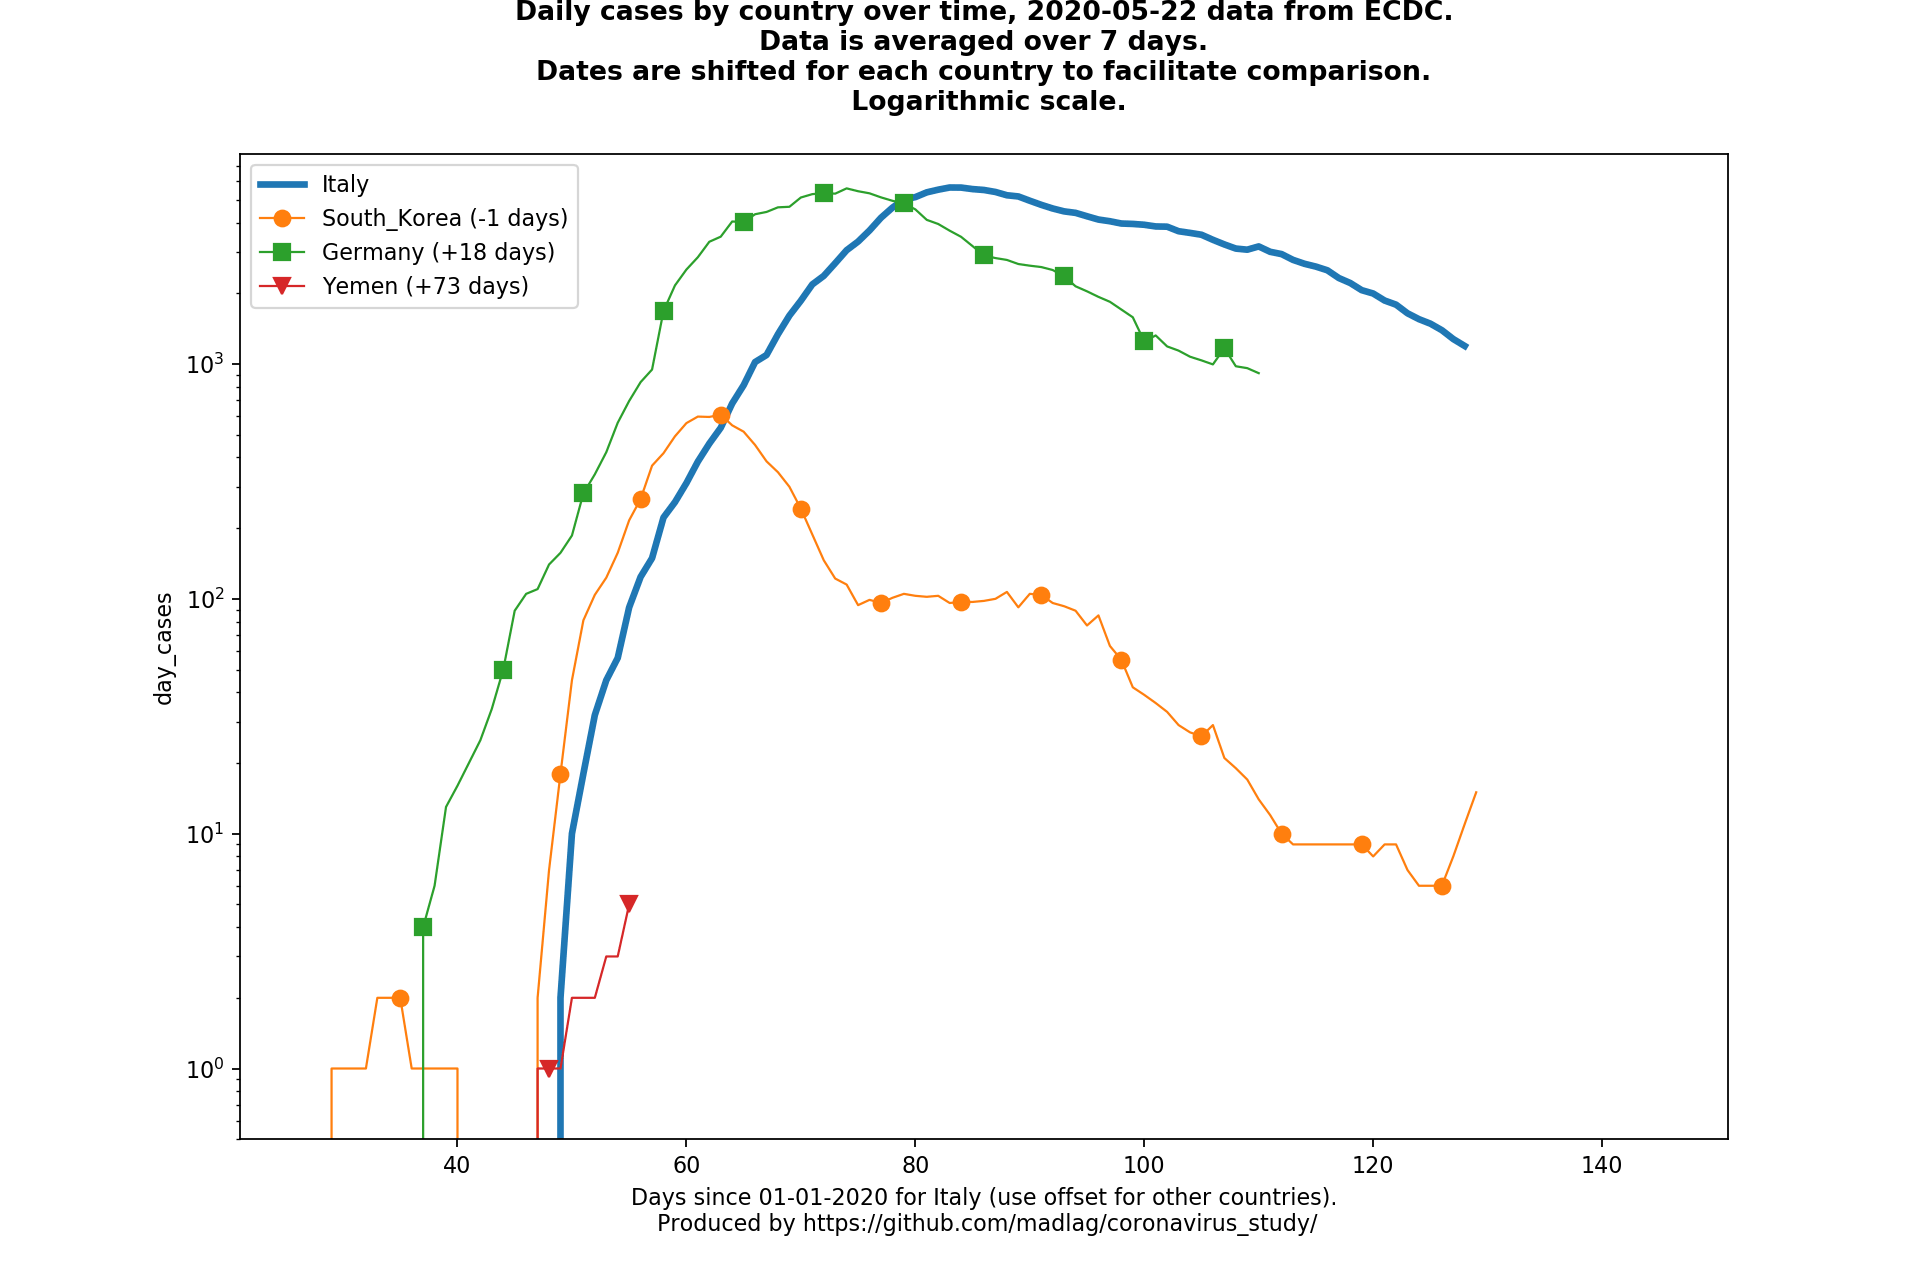 Daily cases by country over time, 2020-05-22 data from ECDC.
Data is averaged over 7 days.
Dates are shifted for each country to facilitate comparison.
Logarithmic scale.
Italy
South_Korea (-1 days)
Germany (+18 days)
Yemen (+73 days)
day_cases
10³
10²
10¹
10⁰
40 60 80 100 120 140
Days since 01-01-2020 for Italy (use offset for other countries).
Produced by https://github.com/madlag/coronavirus_study/